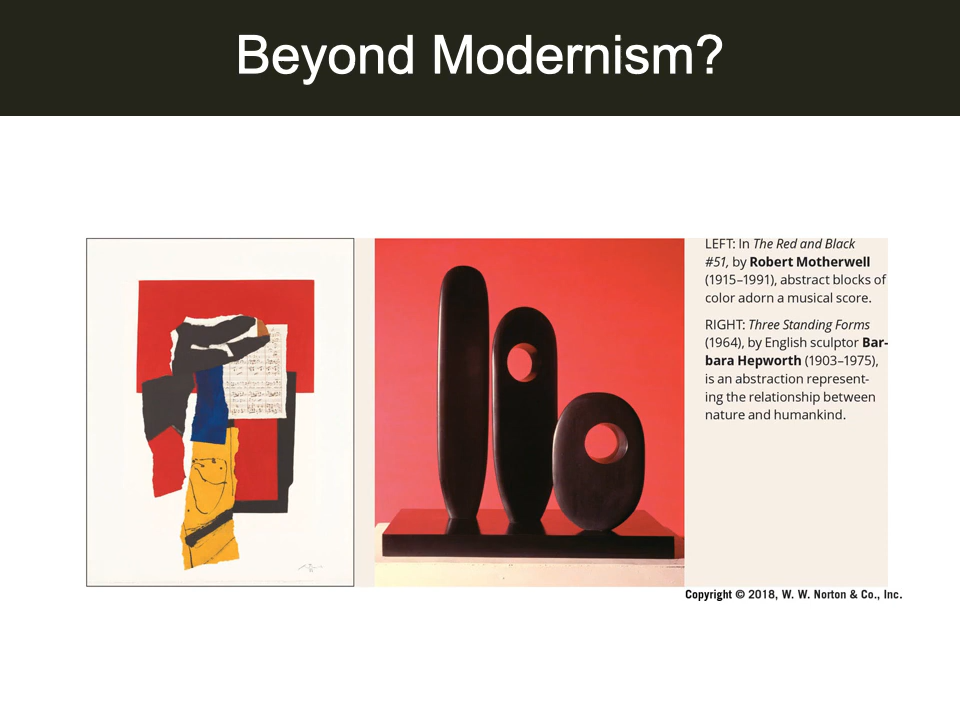 Beyond Modernism?
LEFT: In The Red and Black
#51, by Robert Motherwell
(1915–1991), abstract blocks of
color adorn a musical score.
RIGHT: Three Standing Forms
(1964), by English sculptor Bar-
bara Hepworth (1903–1975),
is an abstraction represent-
ing the relationship between
nature and humankind.
Copyright © 2018, W. W. Norton & Co., Inc.